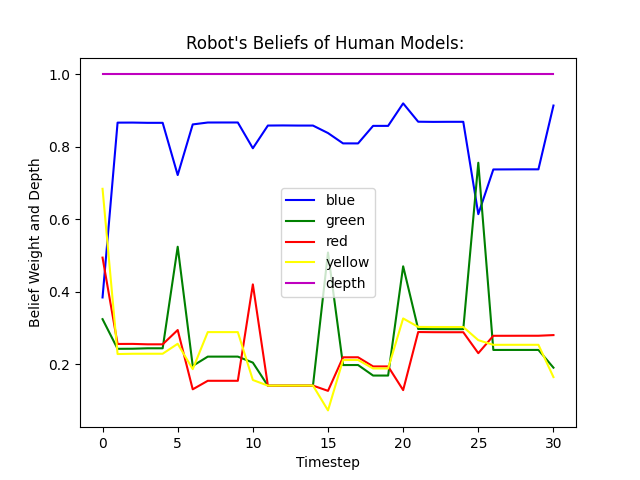 Robot's Beliefs of Human Models:
Belief Weight and Depth
1.0
0.8
0.6
0.4
0.2
blue
green
red
yellow
depth
0 5 10 15 20 25 30
Timestep